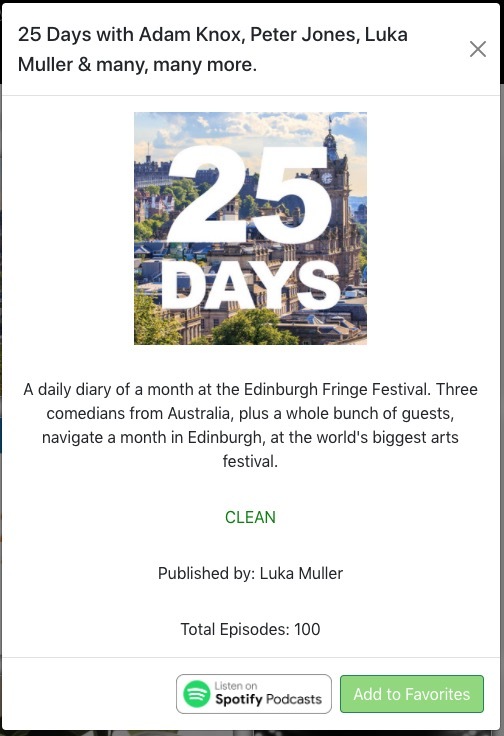 25 Days with Adam Knox, Peter Jones, Luka
Muller & many, many more.
25
DAYS
A daily diary of a month at the Edinburgh Fringe Festival. Three
comedians from Australia, plus a whole bunch of guests,
navigate a month in Edinburgh, at the world's biggest arts
festival.
CLEAN
Published by: Luka Muller
Total Episodes: 100
Listen on
Spotify Podcasts
Add to Favorites